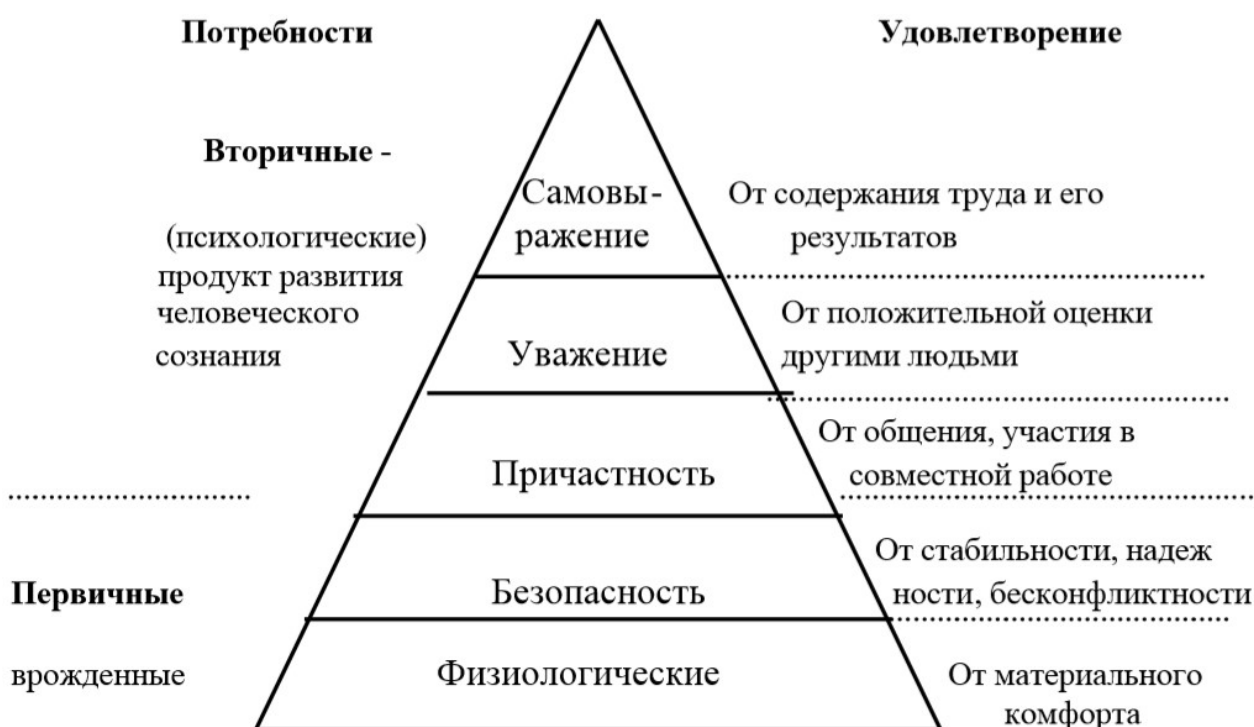 Потребности
Удовлетворение
Вторичные -
(психологические)
продукт развития
человеческого
сознания
Самовы-
ражение
От содержания труда и его
результатов
Уважение
От положительной оценки
другими людьми
Причастность
От общения, участия в
совместной работе
Первичные
врожденные
Безопасность
От стабильности, надеж
ности, бесконфликтности
Физиологические
От материального
комфорта